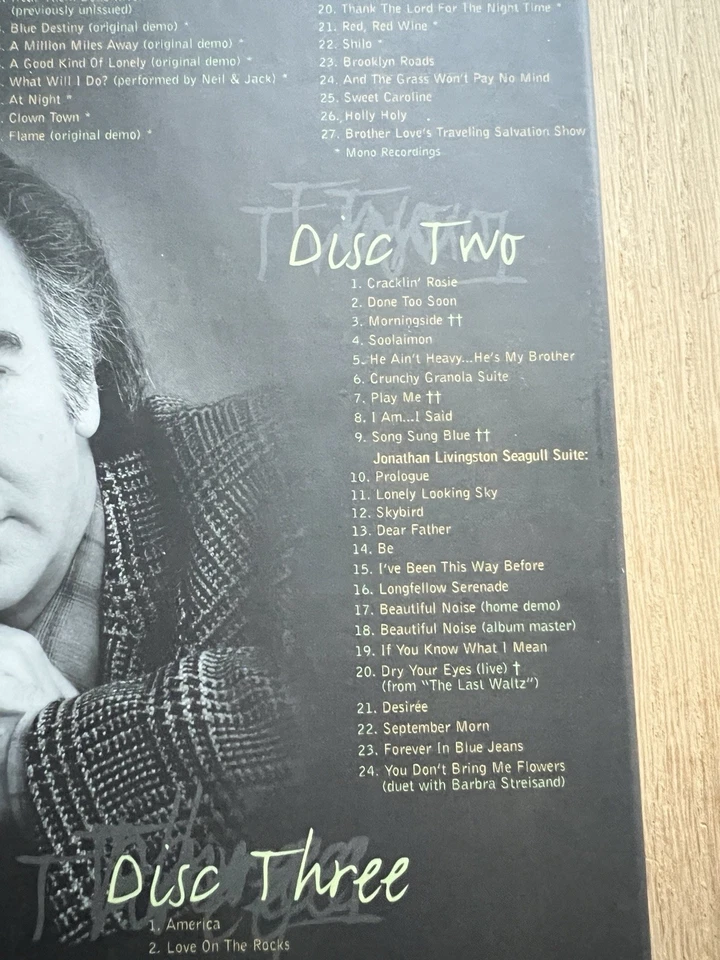 (previously unissued)
Blue Destiny (original demo) *
A Million Miles Away (original demo) *
A Good Kind Of Lonely (original demo) *
What Will I Do? (performed by Neil & Jack) *
At Night *
Clown Town *
Flame (original demo) *
20. Thank The Lord For The Night Time *
21. Red, Red Wine *
22. Shilo *
23. Brooklyn Roads
24. And The Grass Won't Pay No Mind
25. Sweet Caroline
26. Holly Holy
27. Brother Love's Traveling Salvation Show
* Mono Recordings
Disc Two
1. Cracklin' Rosie
2. Done Too Soon
3. Morningside ††
4. Soolaimon
5. He Ain't Heavy...He's My Brother
6. Crunchy Granola Suite
7. Play Me ††
8. I Am...I Said
9. Song Sung Blue ††
Jonathan Livingston Seagull Suite:
10. Prologue
11. Lonely Looking Sky
12. Skybird
13. Dear Father
14. Be
15. I've Been This Way Before
16. Longfellow Serenade
17. Beautiful Noise (home demo)
18. Beautiful Noise (album master)
19. If You Know What I Mean
20. Dry Your Eyes (live) †
(from "The Last Waltz")
21. Desirée
22. September Morn
23. Forever In Blue Jeans
24. You Don't Bring Me Flowers
(duet with Barbra Streisand)
Disc Three
1. America
2. Love On The Rocks